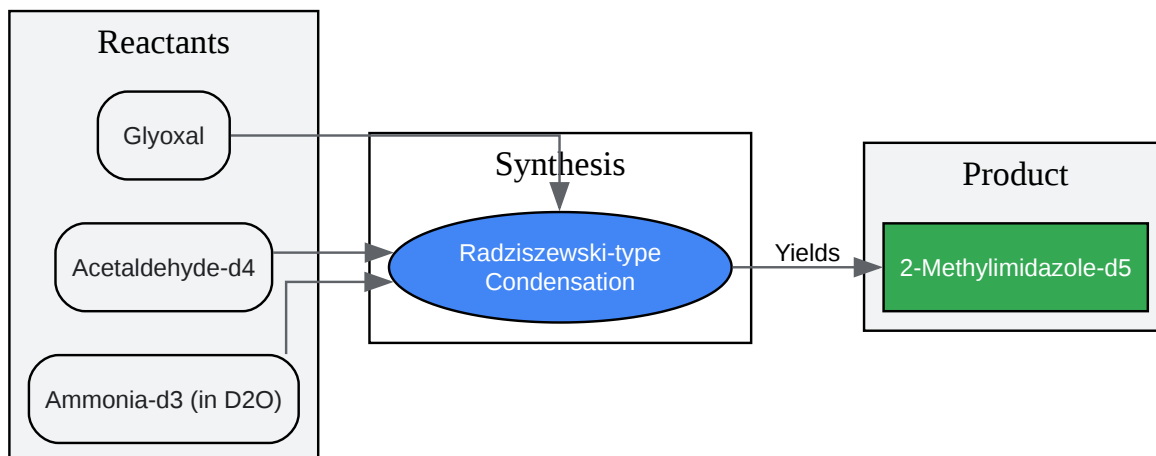 Reactants
Glyoxal
Acetaldehyde-d4
Ammonia-d3 (in D2O)
Synthesis
Radziszewski-type
Condensation
Yields
Product
2-Methylimidazole-d5